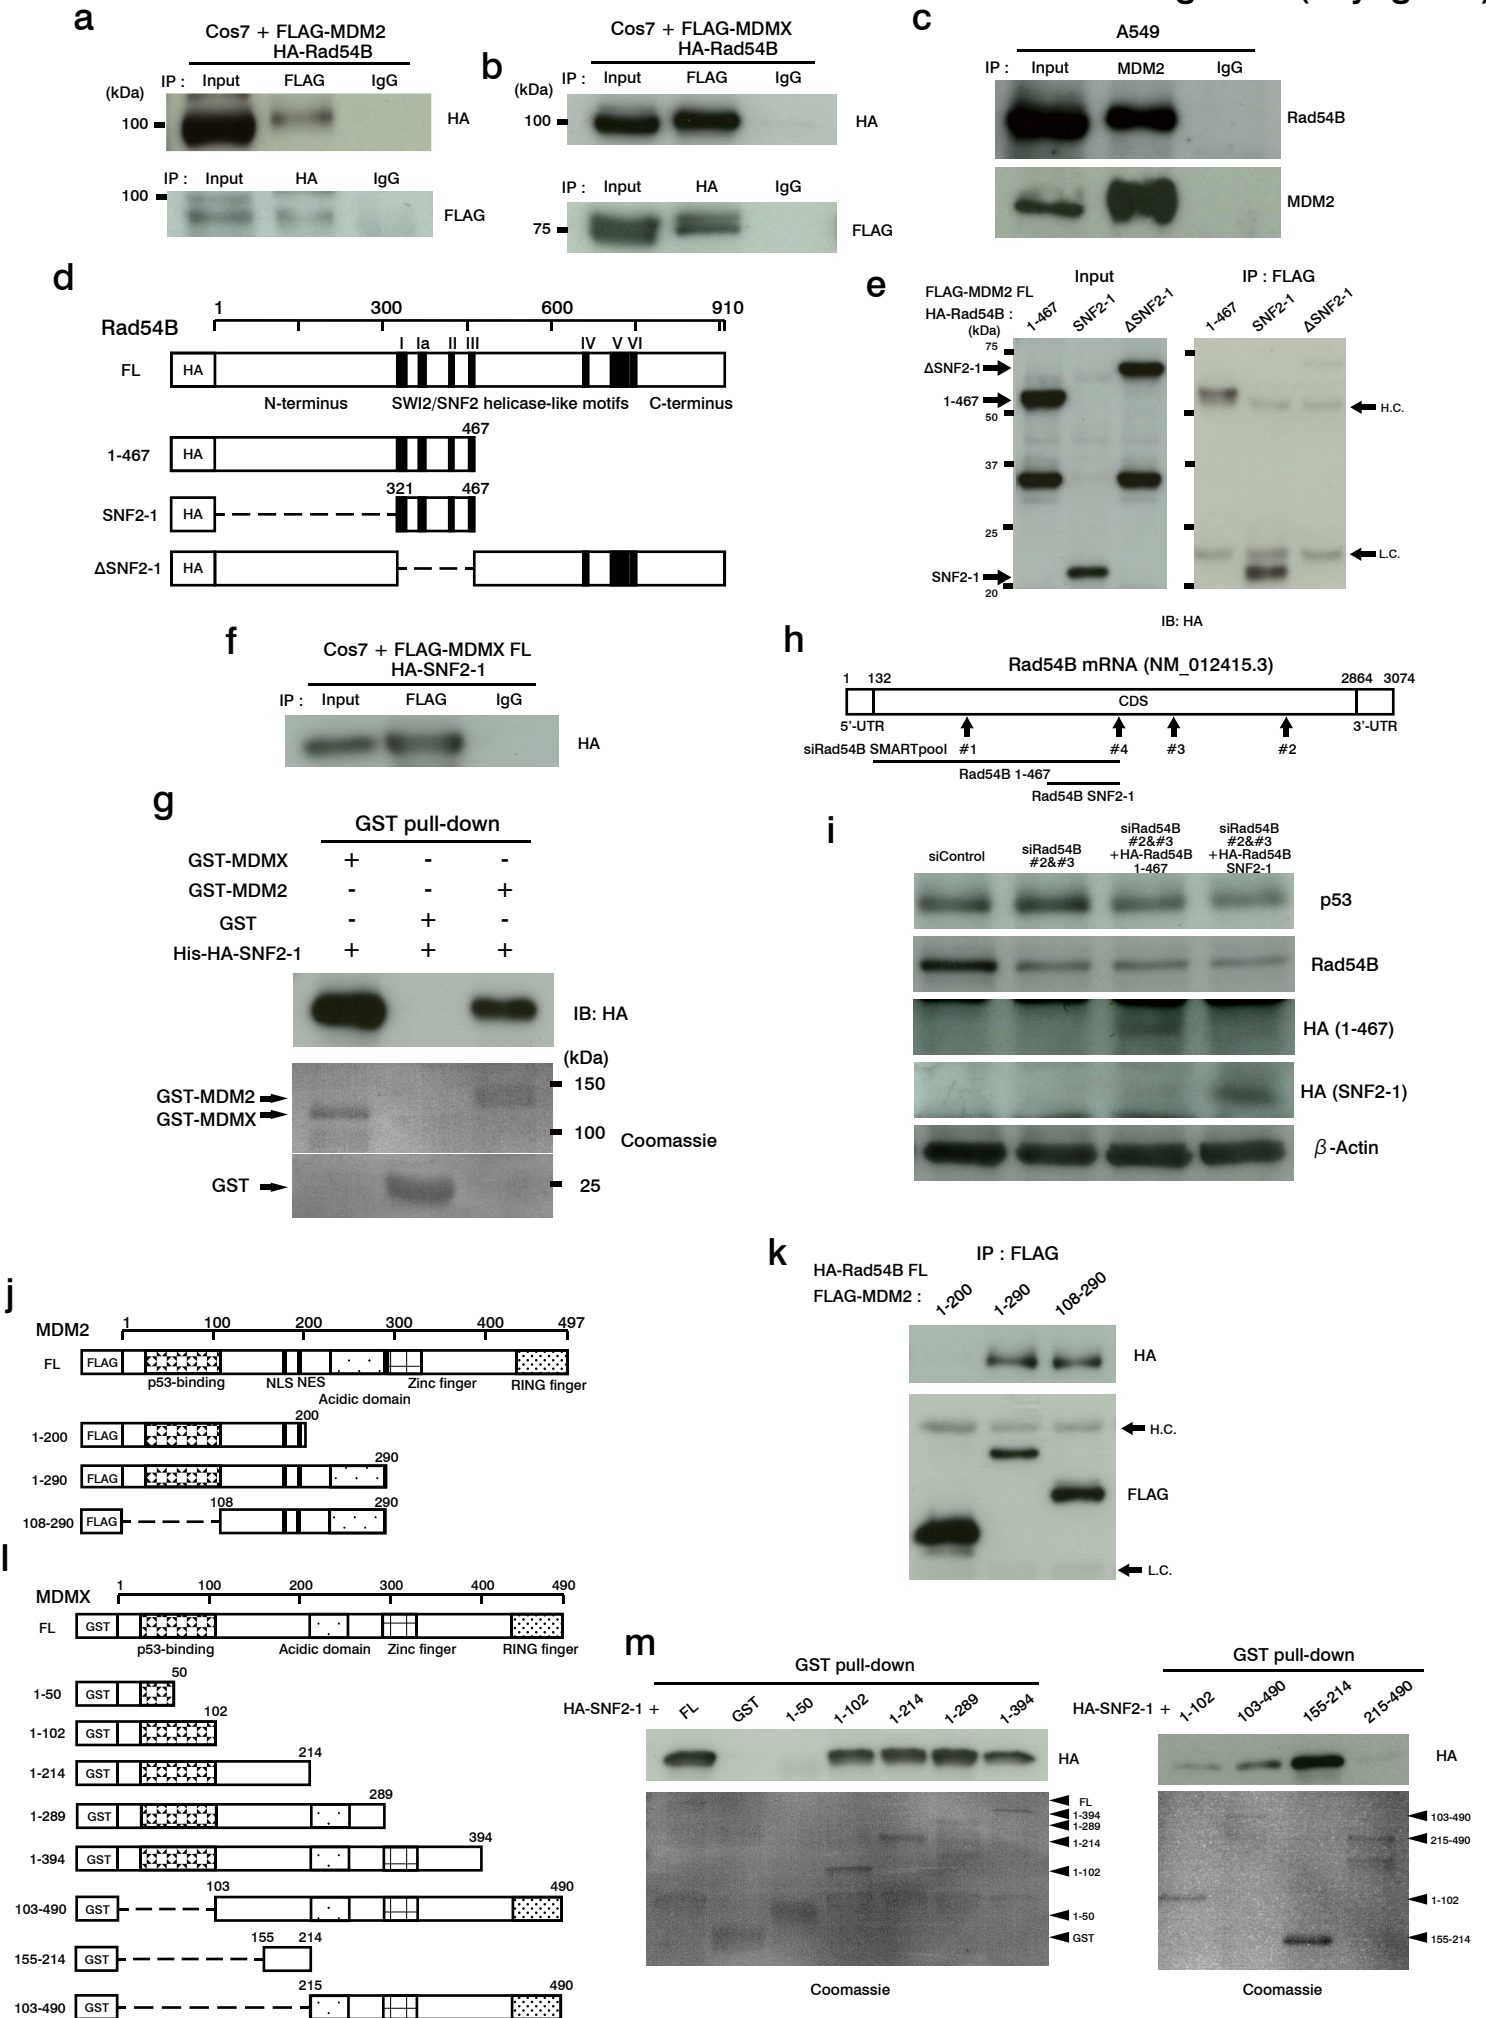 a
Cos7 + FLAG-MDM2
HA-Rad54B
IP : Input FLAG IgG
(kDa)
100
HA
IP : Input HA IgG
100
FLAG
b
Cos7 + FLAG-MDMX
HA-Rad54B
IP : Input FLAG IgG
(kDa)
100
HA
IP : Input HA IgG
75
FLAG
c
A549
IP : Input MDM2 IgG
Rad54B
MDM2
d
1 300 600 910
Rad54B
I Ia II III IV V VI
FL HA
N-terminus SWI2/SNF2 helicase-like motifs C-terminus
467
1-467 HA
321 467
SNF2-1 HA
ΔSNF2-1 HA
e
Input IP : FLAG
FLAG-MDM2 FL
HA-Rad54B : 1-467 SNF2-1 ΔSNF2-1 1-467 SNF2-1 ΔSNF2-1
(kDa)
75
ΔSNF2-1
1-467
50
H.C.
37
25
L.C.
SNF2-1
20
IB: HA
f
Cos7 + FLAG-MDMX FL
HA-SNF2-1
IP : Input FLAG IgG
HA
g
GST pull-down
GST-MDMX + - -
GST-MDM2 - - +
GST - + -
His-HA-SNF2-1 + + +
IB: HA
(kDa)
150
GST-MDM2
GST-MDMX
100
Coomassie
GST
25
h
Rad54B mRNA (NM_012415.3)
1 132 2864 3074
CDS
5’-UTR 3’-UTR
siRad54B SMARTpool #1 #4 #3 #2
Rad54B 1-467
Rad54B SNF2-1
i
siControl
siRad54B
#2&#3
siRad54B
#2&#3
+HA-Rad54B
1-467
siRad54B
#2&#3
+HA-Rad54B
SNF2-1
p53
Rad54B
HA (1-467)
HA (SNF2-1)
β-Actin
j
1 100 200 300 400 497
MDM2
FL FLAG
p53-binding NLS NES Zinc finger RING finger
Acidic domain
200
1-200 FLAG
290
1-290 FLAG
108 290
108-290 FLAG
k
IP : FLAG
HA-Rad54B FL
FLAG-MDM2 : 1-200 1-290 108-290
HA
H.C.
FLAG
L.C.
l
1 100 200 300 400 490
MDMX
FL GST
p53-binding Acidic domain Zinc finger RING finger
50
1-50 GST
102
1-102 GST
214
1-214 GST
289
1-289 GST
394
1-394 GST
103 490
103-490 GST
155 214
155-214 GST
215 490
103-490 GST
m
GST pull-down
HA-SNF2-1 + FL GST 1-50 1-102 1-214 1-289 1-394
HA
FL
1-394
1-289
1-214
1-102
1-50
GST
Coomassie
GST pull-down
HA-SNF2-1 + 1-102 103-490 155-214 215-490
HA
103-490
215-490
1-102
155-214
Coomassie